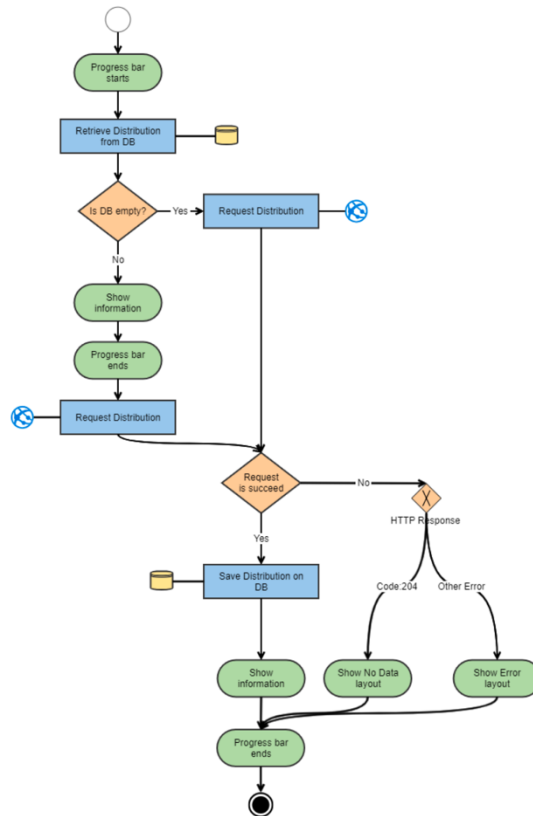 Progress bar
starts
Retrieve Distribution
from DB
Is DB empty?
Yes
Request Distribution
No
Show
information
Progress bar
ends
Request Distribution
Request
is succeed
No
HTTP Response
Yes
Code:204
Other Error
Save Distribution on
DB
Show
information
Show No Data
layout
Show Error
layout
Progress bar
ends